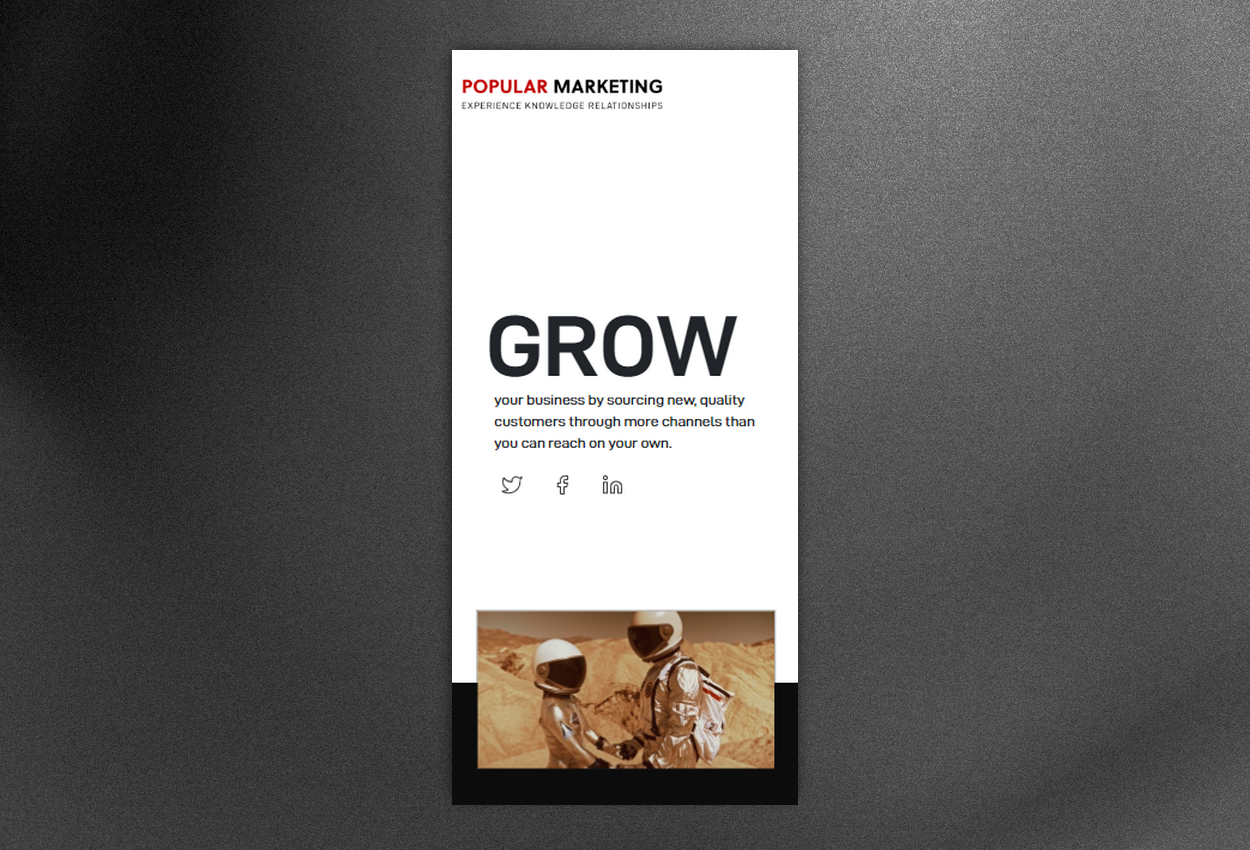 POPULAR MARKETING
EXPERIENCE KNOWLEDGE RELATIONSHIPS
GROW
your business by sourcing new, quality
customers through more channels than
you can reach on your own.